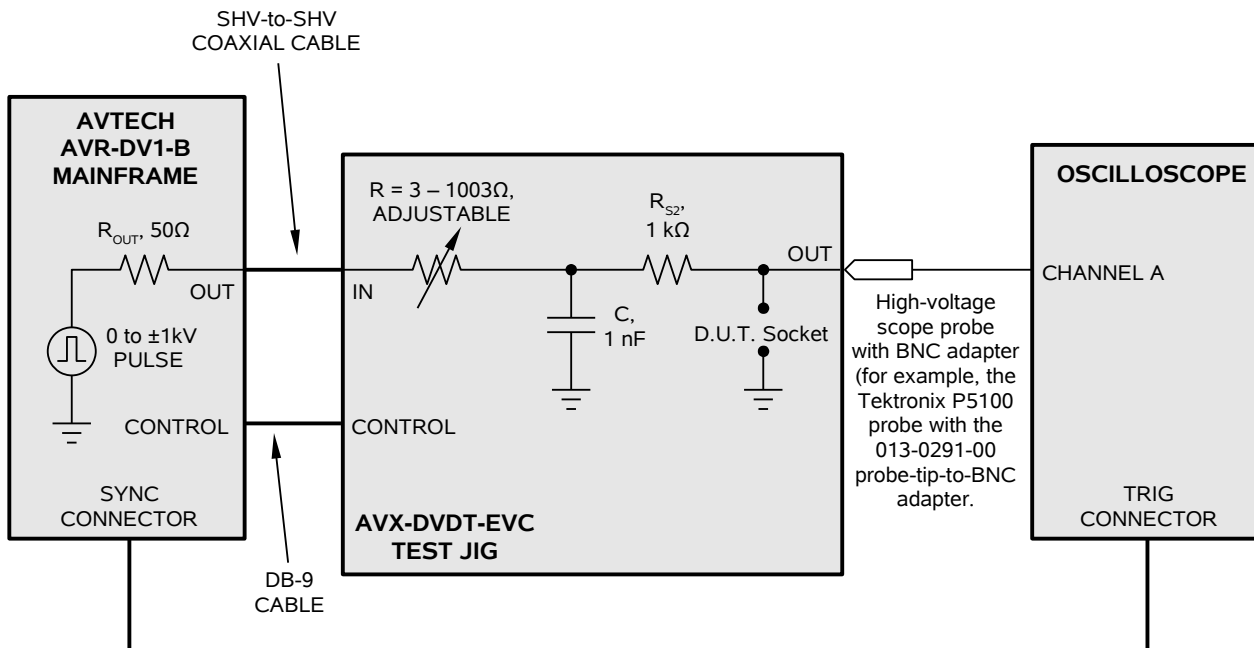 SHV-to-SHV
COAXIAL CABLE
AVTECH
AVR-DV1-B
MAINFRAME
R_OUT, 50Ω
OUT
0 to ±1kV
PULSE
CONTROL
SYNC
CONNECTOR
R = 3 – 1003Ω,
ADJUSTABLE
IN
R_S2,
1 kΩ
OUT
C,
1 nF
D.U.T. Socket
CONTROL
AVX-DVDT-EVC
TEST JIG
DB-9
CABLE
High-voltage
scope probe
with BNC adapter
(for example, the
Tektronix P5100
probe with the
013-0291-00
probe-tip-to-BNC
adapter.
OSCILLOSCOPE
CHANNEL A
TRIG
CONNECTOR